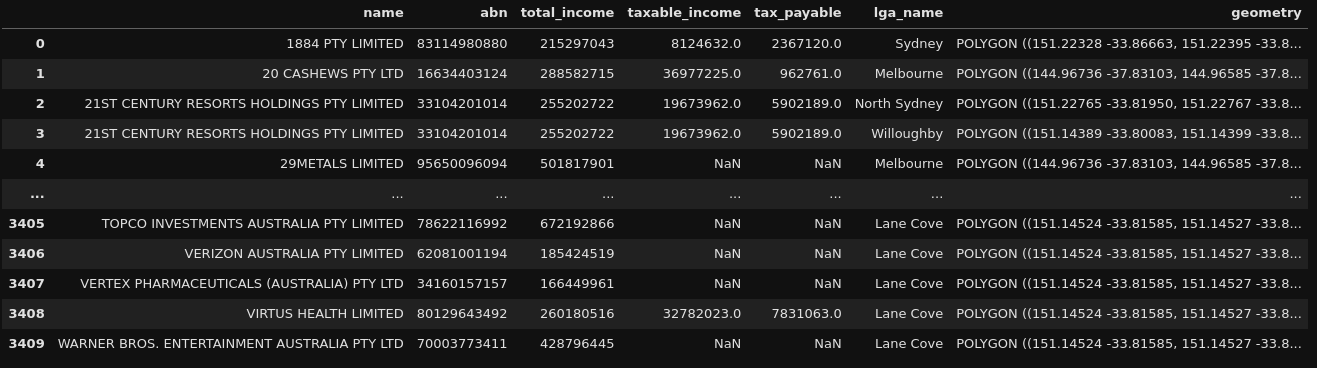 name abn total_income taxable_income tax_payable lga_name geometry
0 1884 PTY LIMITED 83114980880 215297043 8124632.0 2367120.0 Sydney POLYGON ((151.22328 -33.86663, 151.22395 -33.8...
1 20 CASHEWS PTY LTD 16634403124 288582715 36977225.0 962761.0 Melbourne POLYGON ((144.96736 -37.83103, 144.96585 -37.8...
2 21ST CENTURY RESORTS HOLDINGS PTY LIMITED 33104201014 255202722 19673962.0 5902189.0 North Sydney POLYGON ((151.22765 -33.81950, 151.22767 -33.8...
3 21ST CENTURY RESORTS HOLDINGS PTY LIMITED 33104201014 255202722 19673962.0 5902189.0 Willoughby POLYGON ((151.14389 -33.80083, 151.14399 -33.8...
4 29METALS LIMITED 95650096094 501817901 NaN NaN Melbourne POLYGON ((144.96736 -37.83103, 144.96585 -37.8...
... ... ... ... ... ... ... ...
3405 TOPCO INVESTMENTS AUSTRALIA PTY LIMITED 78622116992 672192866 NaN NaN Lane Cove POLYGON ((151.14524 -33.81585, 151.14527 -33.8...
3406 VERIZON AUSTRALIA PTY LIMITED 62081001194 185424519 NaN NaN Lane Cove POLYGON ((151.14524 -33.81585, 151.14527 -33.8...
3407 VERTEX PHARMACEUTICALS (AUSTRALIA) PTY LTD 34160157157 166449961 NaN NaN Lane Cove POLYGON ((151.14524 -33.81585, 151.14527 -33.8...
3408 VIRTUS HEALTH LIMITED 80129643492 260180516 32782023.0 7831063.0 Lane Cove POLYGON ((151.14524 -33.81585, 151.14527 -33.8...
3409 WARNER BROS. ENTERTAINMENT AUSTRALIA PTY LTD 70003773411 428796445 NaN NaN Lane Cove POLYGON ((151.14524 -33.81585, 151.14527 -33.8...